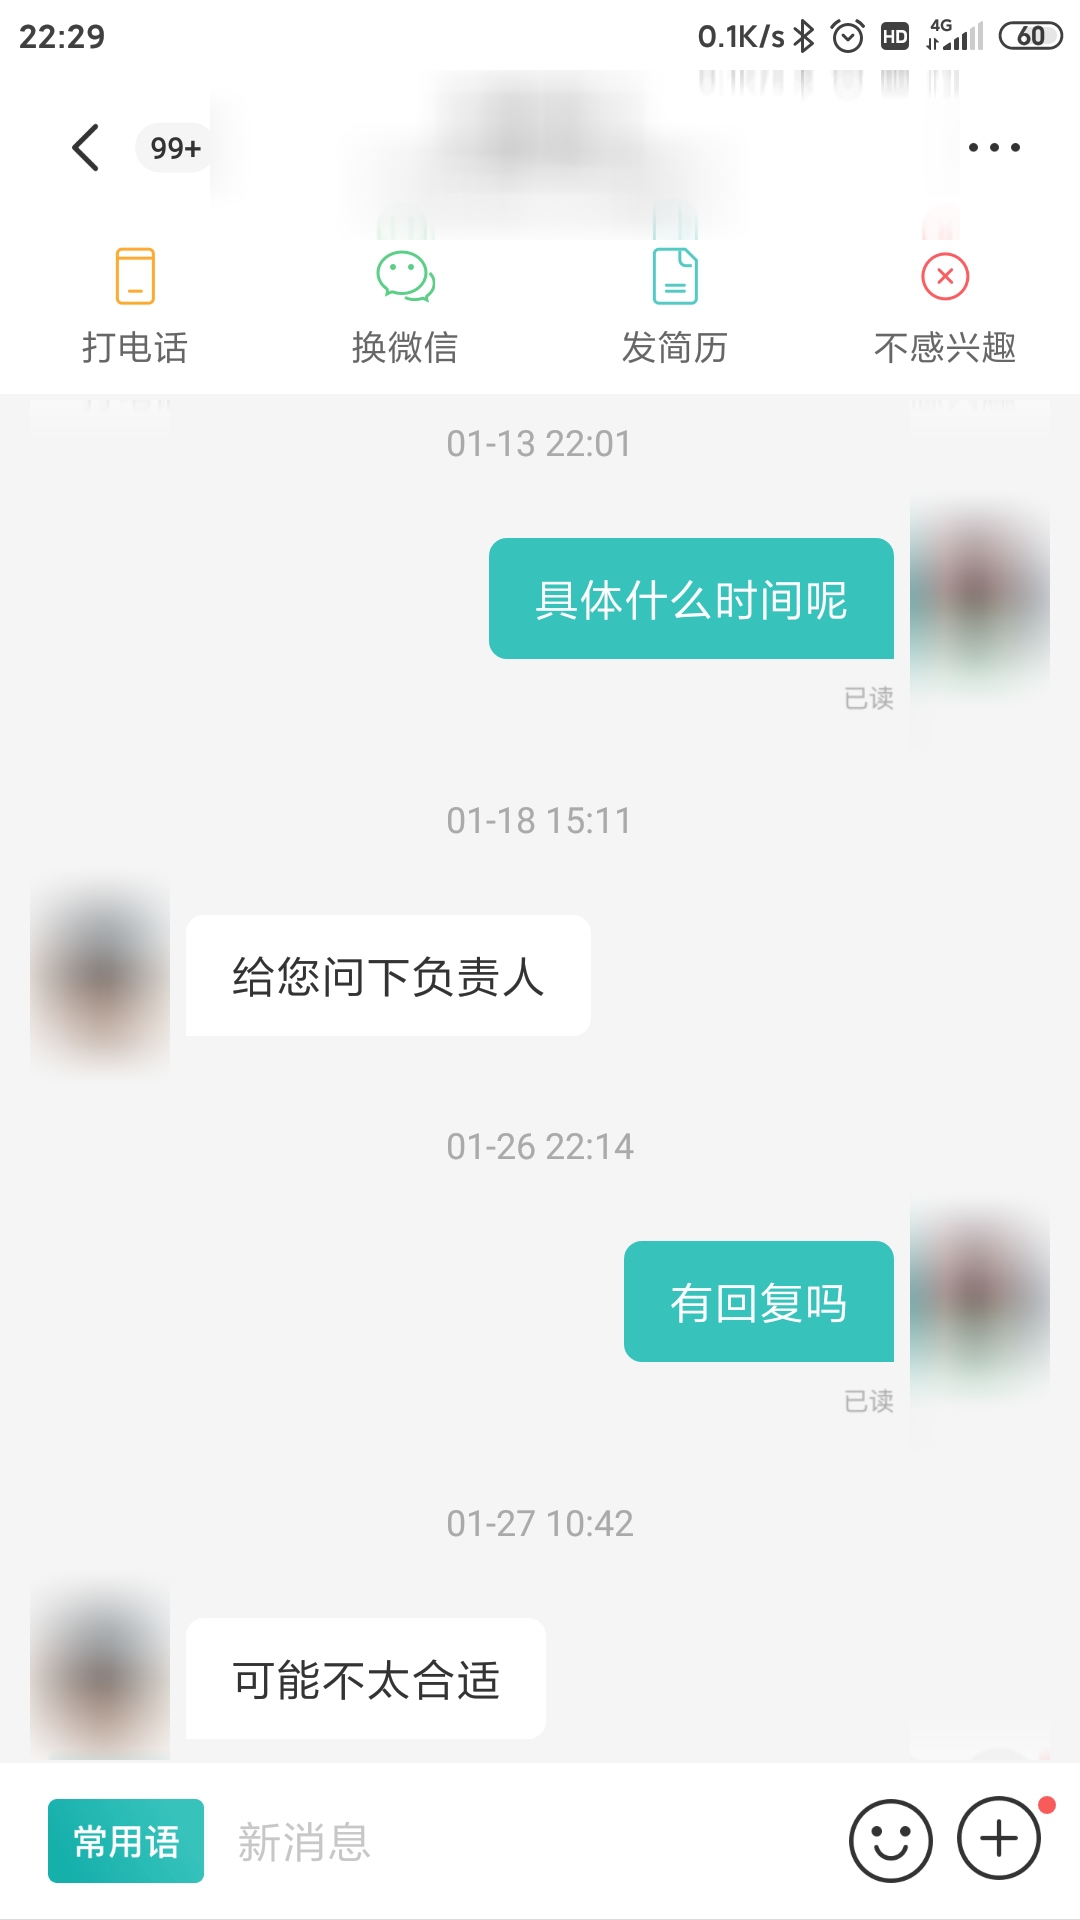 22:29 0.1K/s HD 4G 60
99+
打电话 换微信 发简历 不感兴趣
01-13 22:01
具体什么时间呢
已读
01-18 15:11
给您问下负责人
01-26 22:14
有回复吗
已读
01-27 10:42
可能不太合适
常用语 新消息